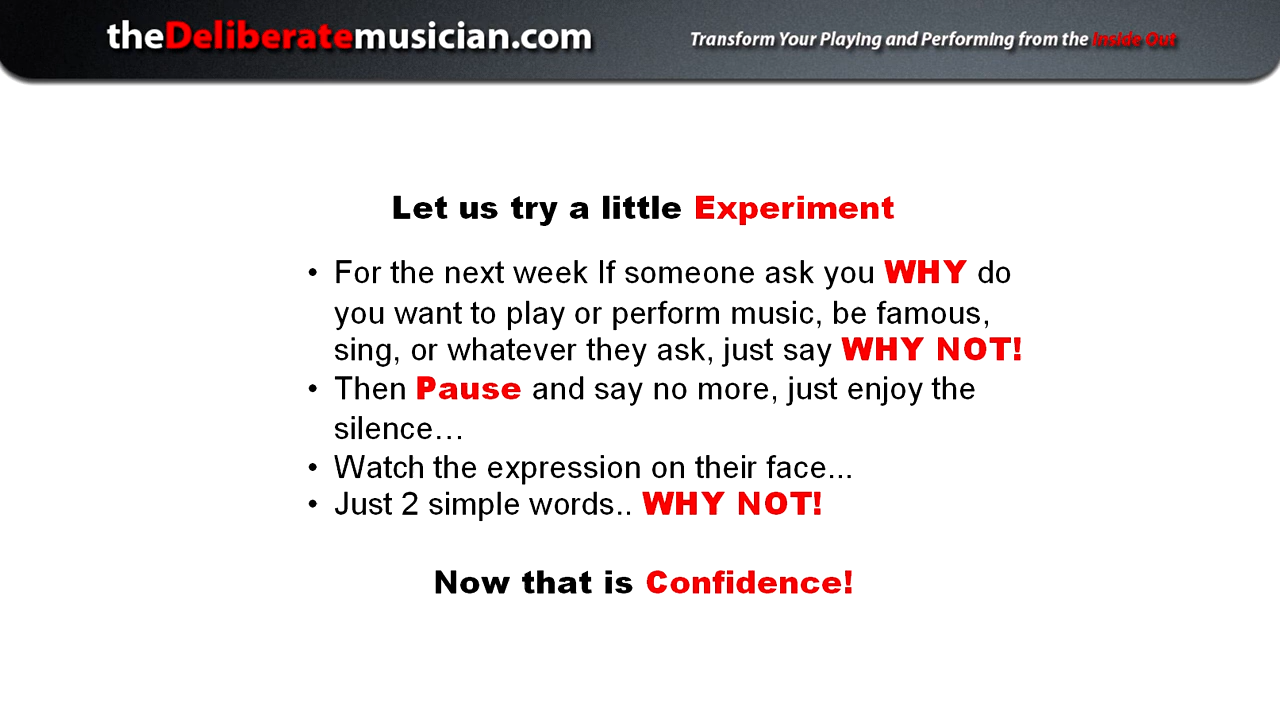 theDeliberatemusician.com
Transform Your Playing and Performing from the Inside Out
Let us try a little Experiment
• For the next week If someone ask you WHY do
you want to play or perform music, be famous,
sing, or whatever they ask, just say WHY NOT!
• Then Pause and say no more, just enjoy the
silence…
• Watch the expression on their face...
• Just 2 simple words.. WHY NOT!
Now that is Confidence!